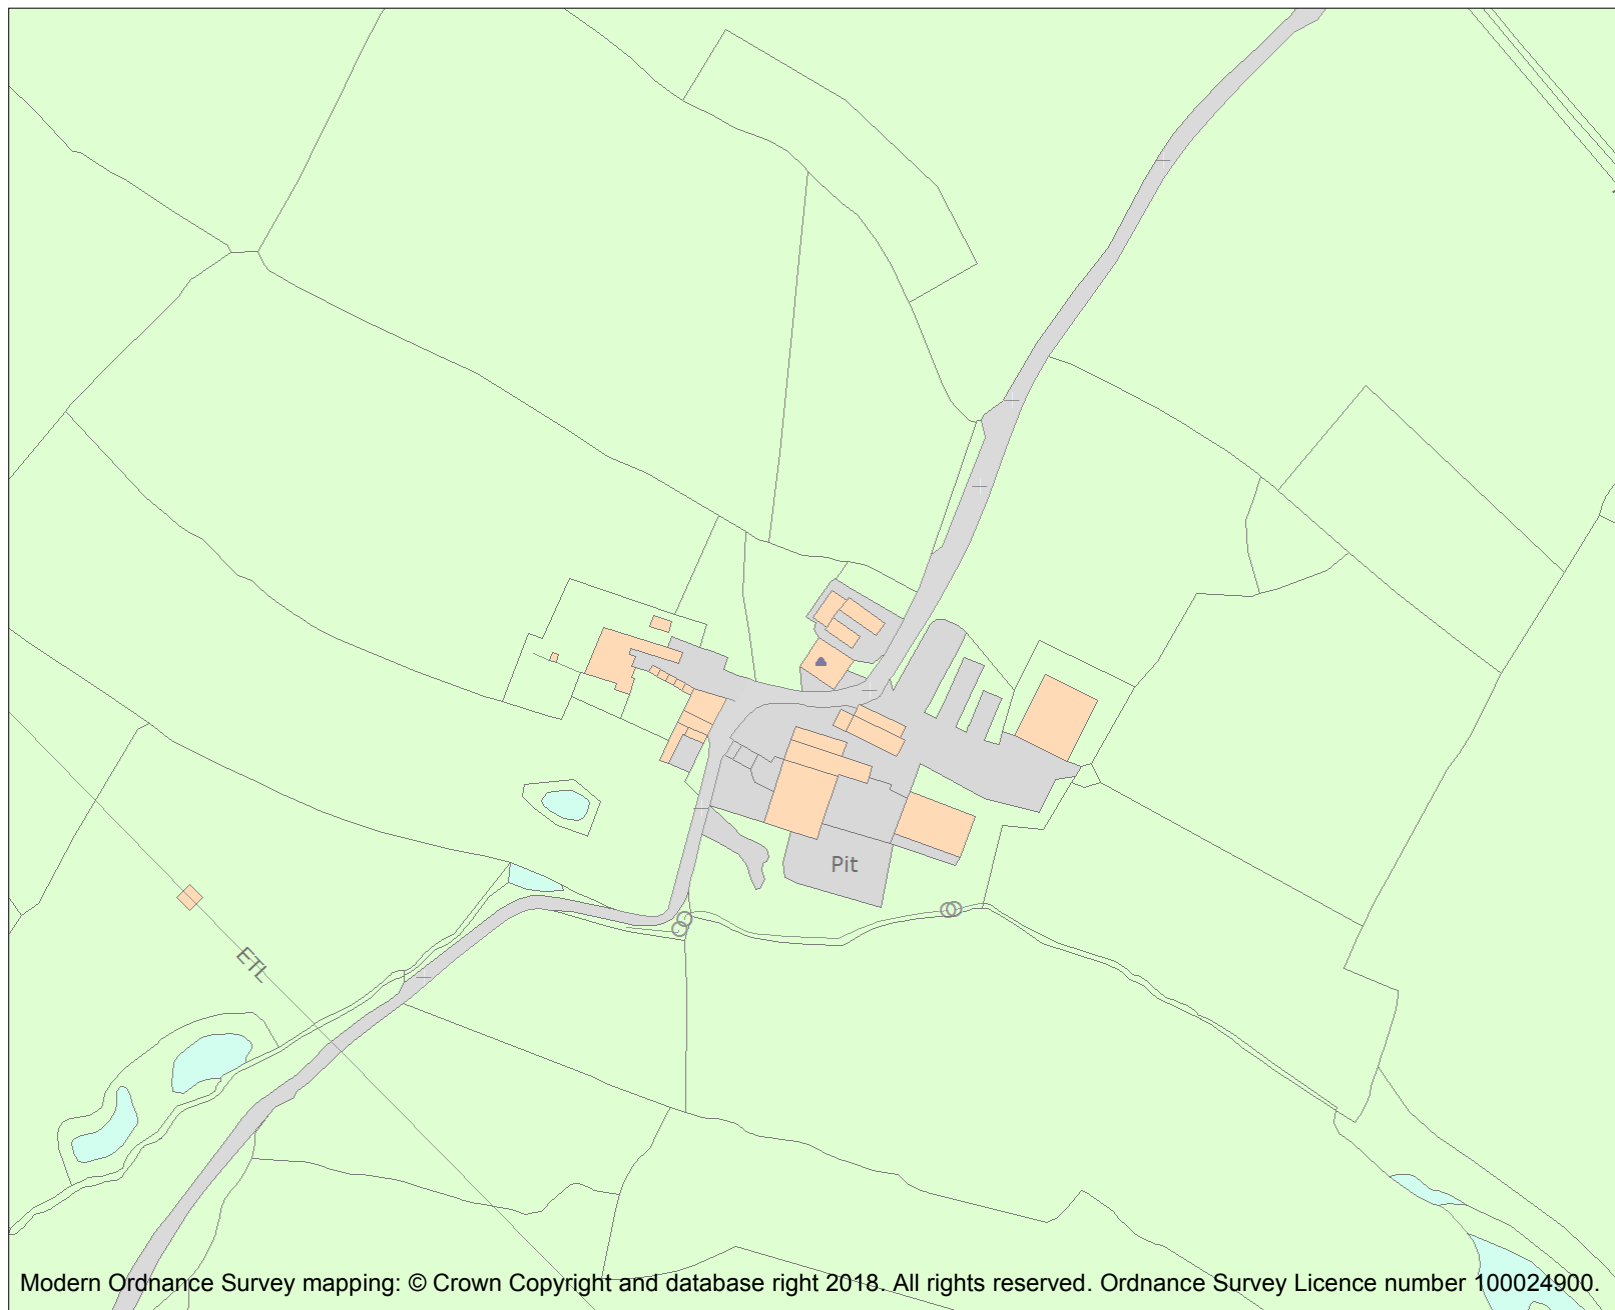 Pit
ETL
Modern Ordnance Survey mapping: © Crown Copyright and database right 2018. All rights reserved. Ordnance Survey Licence number 100024900.